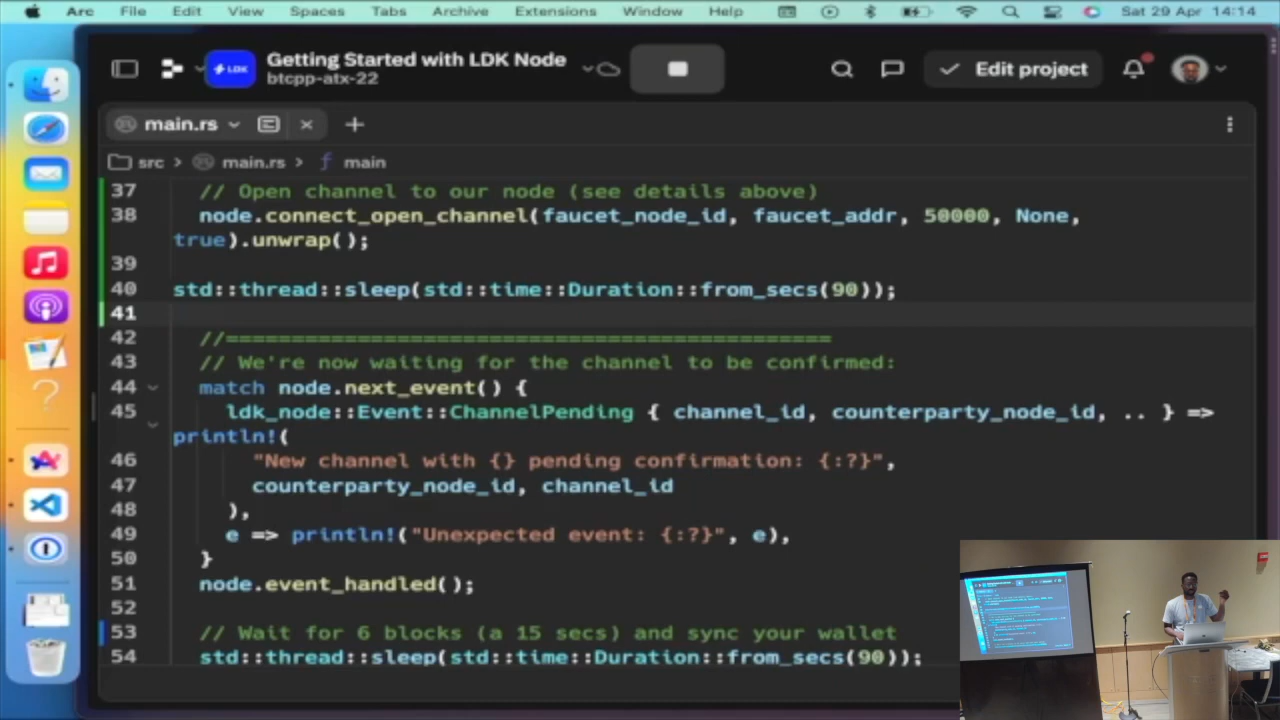 Arc File Edit View Spaces Tabs Archive Extensions Window Help Sat 29 Apr 14:14
LDK Getting Started with LDK Node
btcpp-atx-22
Edit project
main.rs
src > main.rs > f main
37 // Open channel to our node (see details above)
38 node.connect_open_channel(faucet_node_id, faucet_addr, 50000, None,
true).unwrap();
39
40 std::thread::sleep(std::time::Duration::from_secs(90));
41
42 //==============================================
43 // We're now waiting for the channel to be confirmed:
44 match node.next_event() {
45 ldk_node::Event::ChannelPending { channel_id, counterparty_node_id, .. } =>
println!(
46 "New channel with {} pending confirmation: {:?}",
47 counterparty_node_id, channel_id
48 ),
49 e => println!("Unexpected event: {:?}", e),
50 }
51 node.event_handled();
52
53 // Wait for 6 blocks (a 15 secs) and sync your wallet
54 std::thread::sleep(std::time::Duration::from_secs(90));